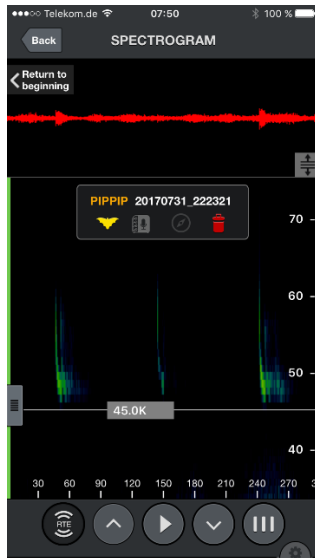 Telekom.de 07:50 100 %
Back SPECTROGRAM
Return to
beginning
PIPPIP 20170731_222321
70
60
50
45.0K
40
30 60 90 120 150 180 210 240 270 3
RTE